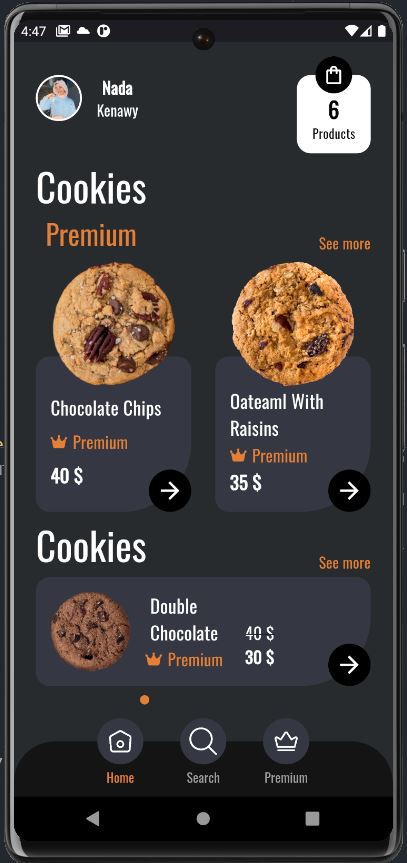 4:47
Nada
Kenawy
6
Products
Cookies
Premium
See more
Chocolate Chips
Premium
40 $
Oateaml With
Raisins
Premium
35 $
Cookies
See more
Double
Chocolate
Premium
40 $
30 $
Home
Search
Premium